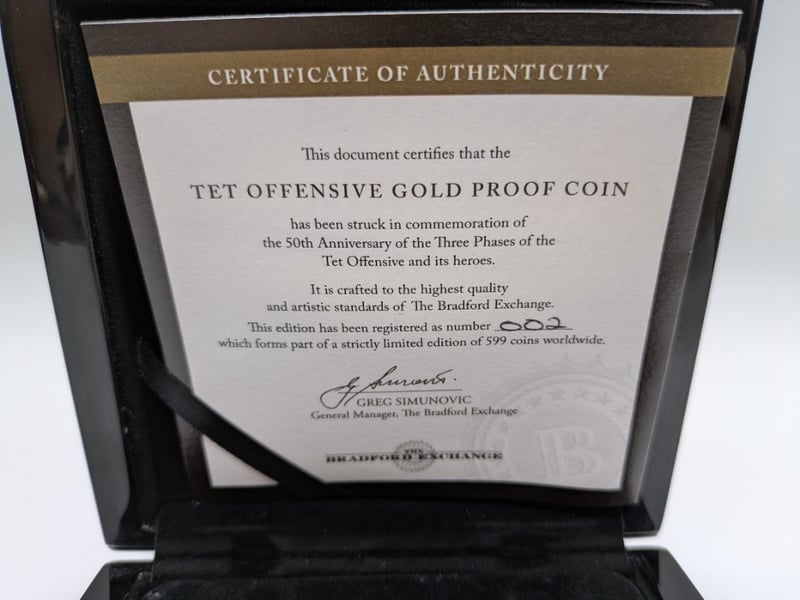 CERTIFICATE OF AUTHENTICITY
This document certifies that the
TET OFFENSIVE GOLD PROOF COIN
has been struck in commemoration of
the 50th Anniversary of the Three Phases of the
Tet Offensive and its heroes.
It is crafted to the highest quality
and artistic standards of The Bradford Exchange.
This edition has been registered as number 002
which forms part of a strictly limited edition of 599 coins worldwide.
G. Simunovic.
GREG SIMUNOVIC
General Manager, The Bradford Exchange
THE
BRADFORD EXCHANGE
B